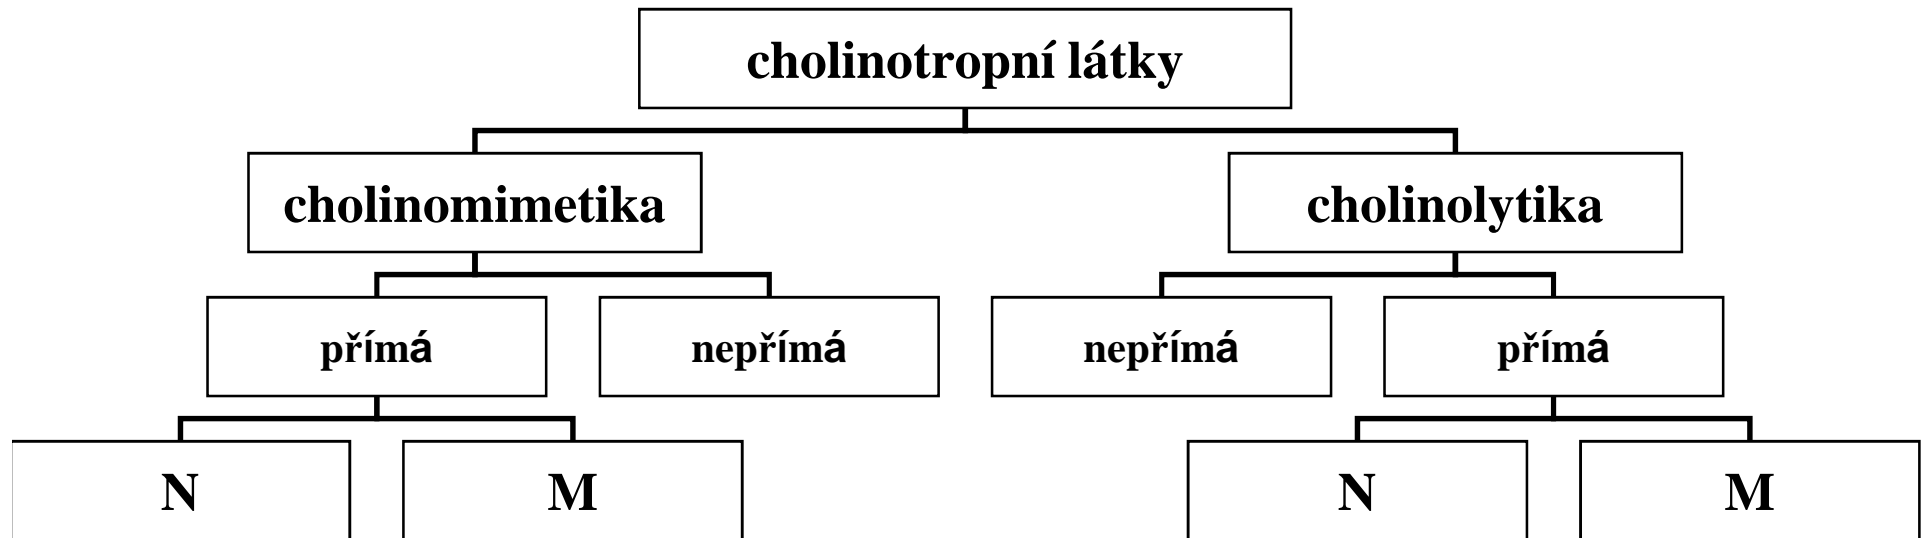 cholinotropní látky
cholinomimetika
cholinolytika
přímá
nepřímá
nepřímá
přímá
N
M
N
M